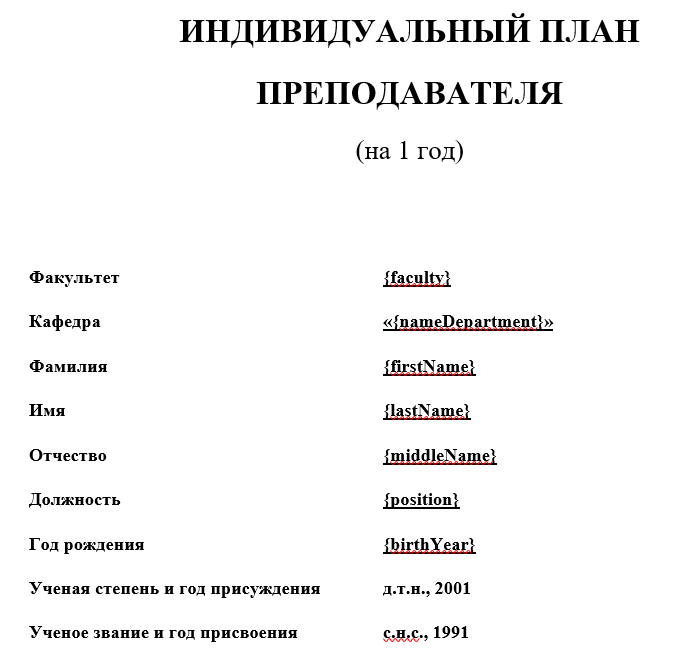 ИНДИВИДУАЛЬНЫЙ ПЛАН
ПРЕПОДАВАТЕЛЯ
(на 1 год)
Факультет {faculty}
Кафедра «{nameDepartment}»
Фамилия {firstName}
Имя {lastName}
Отчество {middleName}
Должность {position}
Год рождения {birthYear}
Ученая степень и год присуждения д.т.н., 2001
Ученое звание и год присвоения с.н.с., 1991